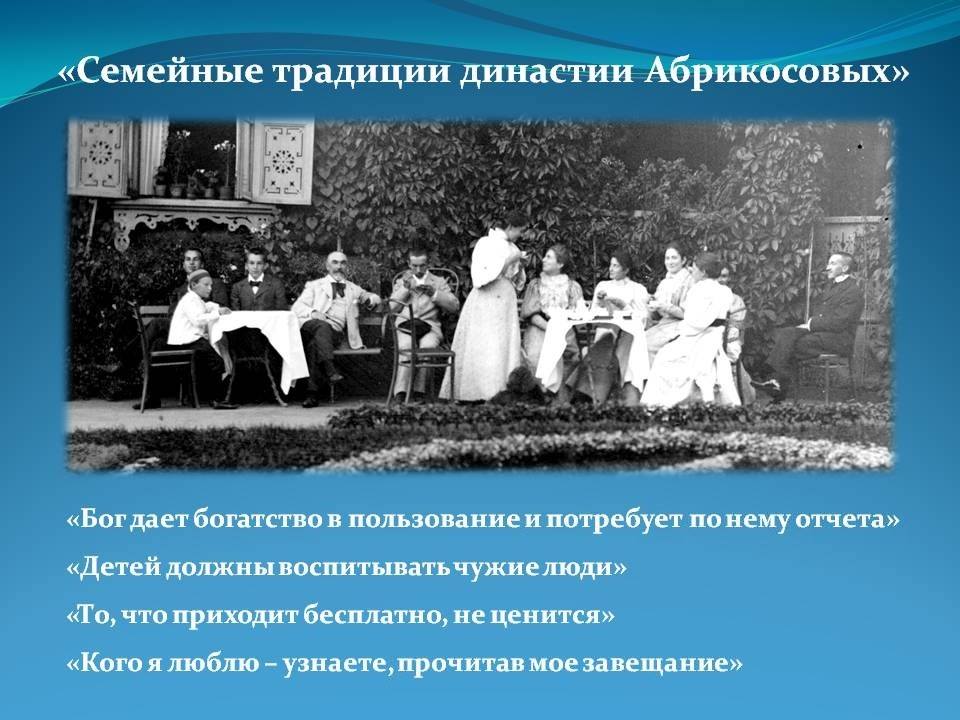 «Семейные традиции династии Абрикосовых»
«Бог дает богатство в пользование и потребует по нему отчета»
«Детей должны воспитывать чужие люди»
«То, что приходит бесплатно, не ценится»
«Кого я люблю – узнаете, прочитав мое завещание»